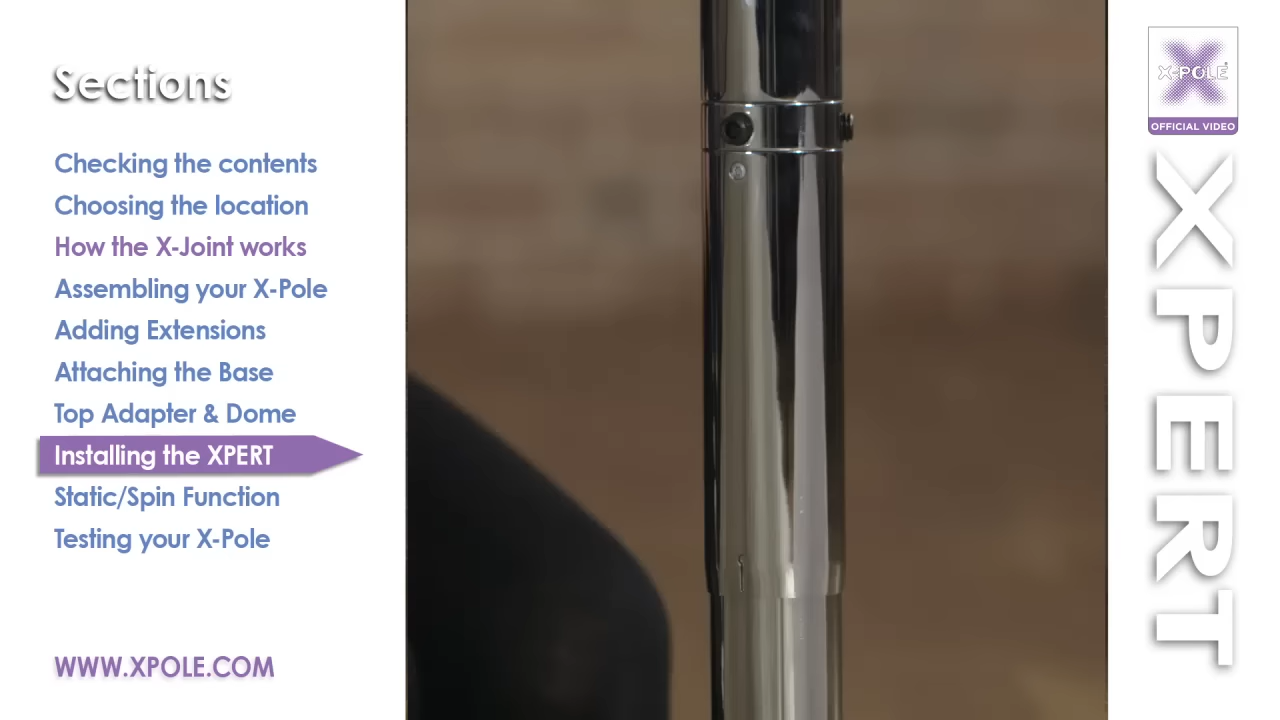 Sections
Checking the contents
Choosing the location
How the X-Joint works
Assembling your X-Pole
Adding Extensions
Attaching the Base
Top Adapter & Dome
Installing the XPERT
Static/Spin Function
Testing your X-Pole
WWW.XPOLE.COM
X-POLE
OFFICIAL VIDEO
XPERT